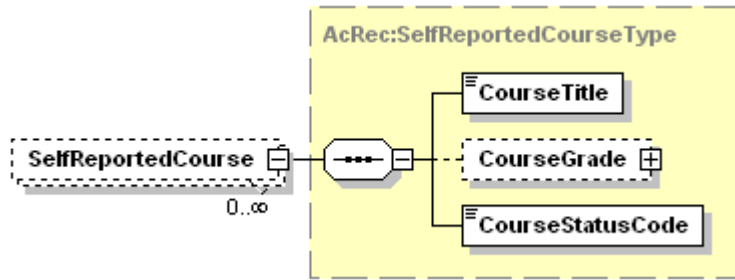 AcRec:SelfReportedCourseType
CourseTitle
SelfReportedCourse
CourseGrade
0..∞
CourseStatusCode